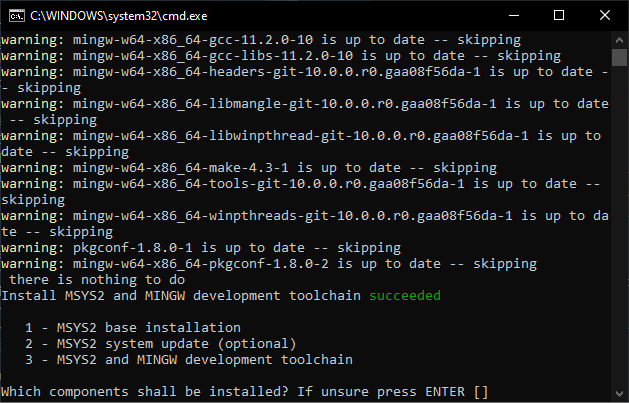 C:\WINDOWS\system32\cmd.exe
warning: mingw-w64-x86_64-gcc-11.2.0-10 is up to date -- skipping
warning: mingw-w64-x86_64-gcc-libs-11.2.0-10 is up to date -- skipping
warning: mingw-w64-x86_64-headers-git-10.0.0.r0.gaa08f56da-1 is up to date -
- skipping
warning: mingw-w64-x86_64-libmangle-git-10.0.0.r0.gaa08f56da-1 is up to date
 -- skipping
warning: mingw-w64-x86_64-libwinpthread-git-10.0.0.r0.gaa08f56da-1 is up to
date -- skipping
warning: mingw-w64-x86_64-make-4.3-1 is up to date -- skipping
warning: mingw-w64-x86_64-tools-git-10.0.0.r0.gaa08f56da-1 is up to date --
skipping
warning: mingw-w64-x86_64-winpthreads-git-10.0.0.r0.gaa08f56da-1 is up to da
te -- skipping
warning: pkgconf-1.8.0-1 is up to date -- skipping
warning: mingw-w64-x86_64-pkgconf-1.8.0-2 is up to date -- skipping
 there is nothing to do
Install MSYS2 and MINGW development toolchain succeeded
   1 - MSYS2 base installation
   2 - MSYS2 system update (optional)
   3 - MSYS2 and MINGW development toolchain
Which components shall be installed? If unsure press ENTER []